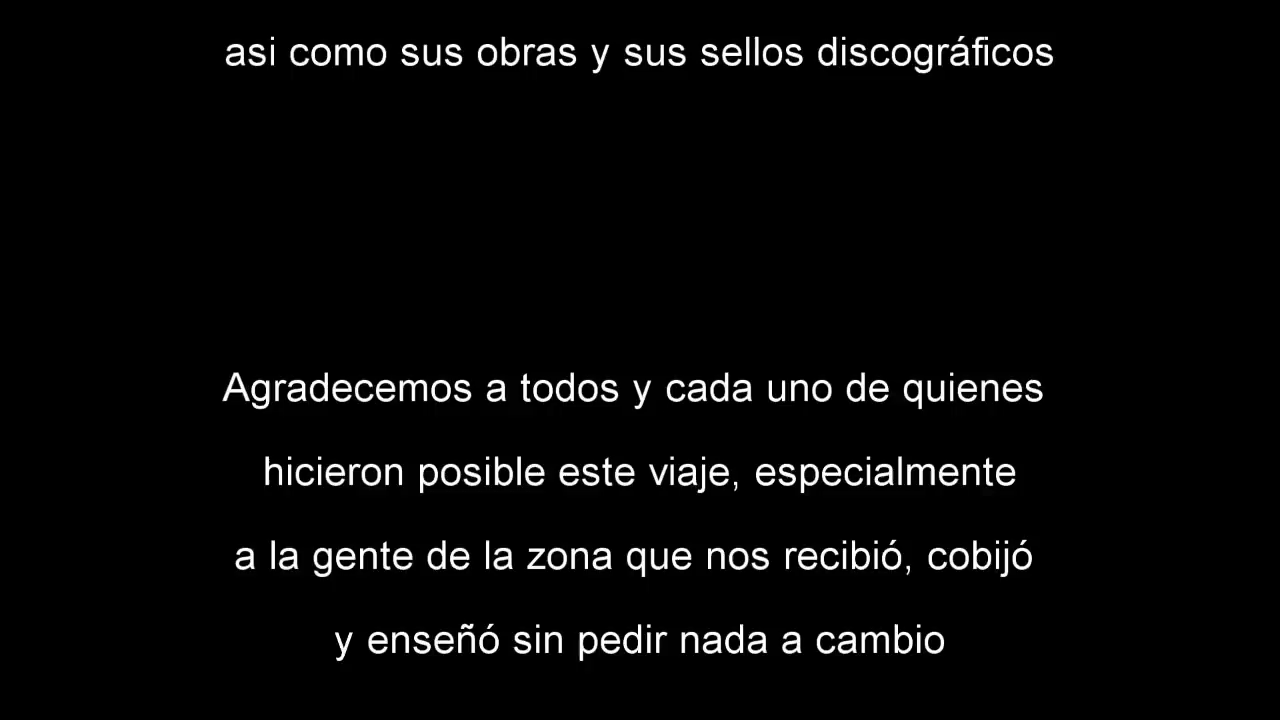 asi como sus obras y sus sellos discográficos
Agradecemos a todos y cada uno de quienes
hicieron posible este viaje, especialmente
a la gente de la zona que nos recibió, cobijó
y enseñó sin pedir nada a cambio